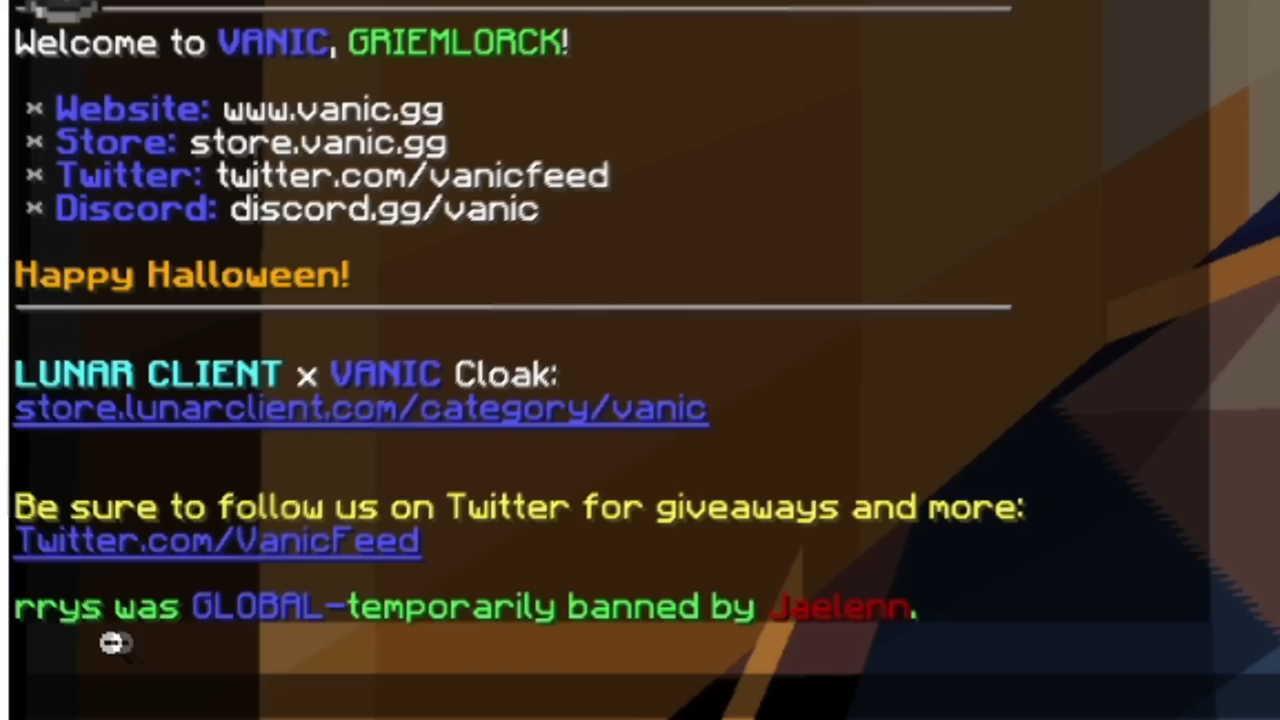 Welcome to VANIC, GRIEMLORCK!
× Website: www.vanic.gg
× Store: store.vanic.gg
× Twitter: twitter.com/vanicfeed
× Discord: discord.gg/vanic
Happy Halloween!
LUNAR CLIENT x VANIC Cloak:
store.lunarclient.com/category/vanic
Be sure to follow us on Twitter for giveaways and more:
Twitter.com/VanicFeed
rrys was GLOBAL-temporarily banned by Jaelenn.